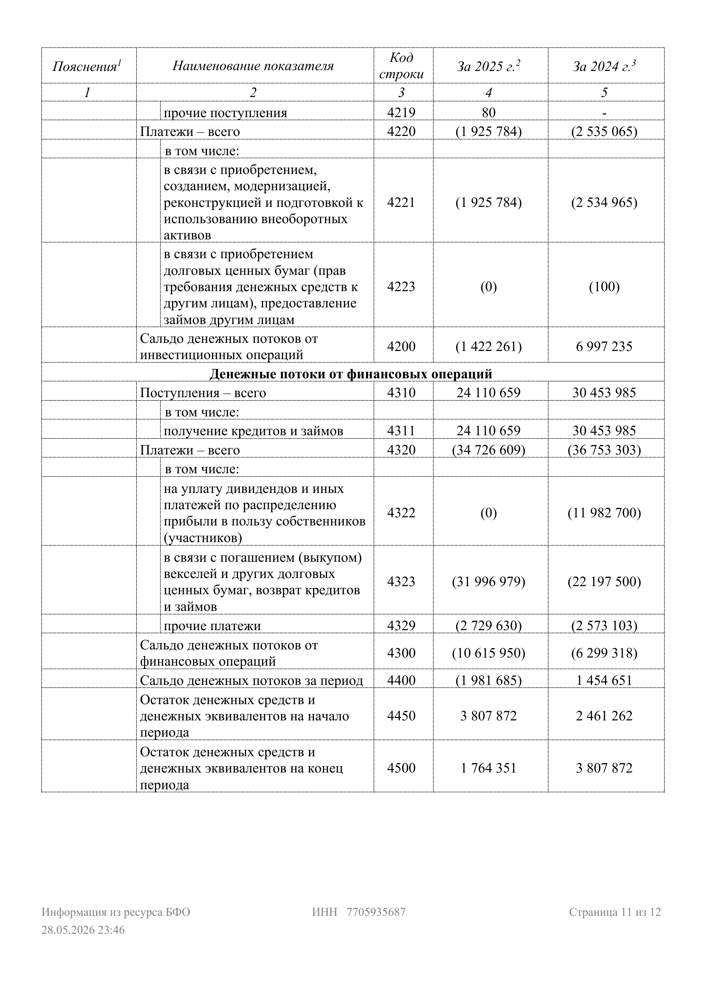 Пояснения1 Наименование показателя Код строки За 2025 г.2 За 2024 г.3
1 2 3 4 5
прочие поступления 4219 80 -
Платежи – всего 4220 (1 925 784) (2 535 065)
в том числе:
в связи с приобретением,
созданием, модернизацией,
реконструкцией и подготовкой к 4221 (1 925 784) (2 534 965)
использованию внеоборотных
активов
в связи с приобретением
долговых ценных бумаг (прав
требования денежных средств к 4223 (0) (100)
другим лицам), предоставление
займов другим лицам
Сальдо денежных потоков от
инвестиционных операций 4200 (1 422 261) 6 997 235
Денежные потоки от финансовых операций
Поступления – всего 4310 24 110 659 30 453 985
в том числе:
получение кредитов и займов 4311 24 110 659 30 453 985
Платежи – всего 4320 (34 726 609) (36 753 303)
в том числе:
на уплату дивидендов и иных
платежей по распределению
прибыли в пользу собственников 4322 (0) (11 982 700)
(участников)
в связи с погашением (выкупом)
векселей и других долговых
ценных бумаг, возврат кредитов 4323 (31 996 979) (22 197 500)
и займов
прочие платежи 4329 (2 729 630) (2 573 103)
Сальдо денежных потоков от
финансовых операций 4300 (10 615 950) (6 299 318)
Сальдо денежных потоков за период 4400 (1 981 685) 1 454 651
Остаток денежных средств и
денежных эквивалентов на начало 4450 3 807 872 2 461 262
периода
Остаток денежных средств и
денежных эквивалентов на конец 4500 1 764 351 3 807 872
периода
Информация из ресурса БФО ИНН 7705935687 Страница 11 из 12
28.05.2026 23:46